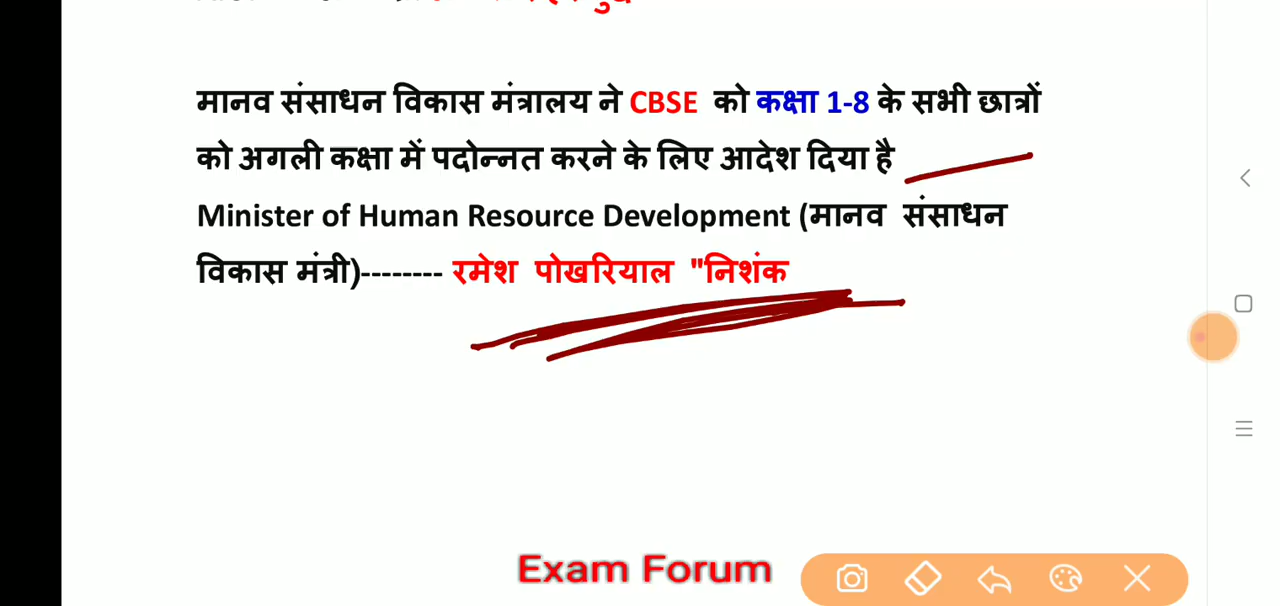 मानव संसाधन विकास मंत्रालय ने CBSE को कक्षा 1-8 के सभी छात्रों
को अगली कक्षा में पदोन्नत करने के लिए आदेश दिया है
Minister of Human Resource Development (मानव संसाधन
विकास मंत्री)-------- रमेश पोखरियाल "निशंक
Exam Forum